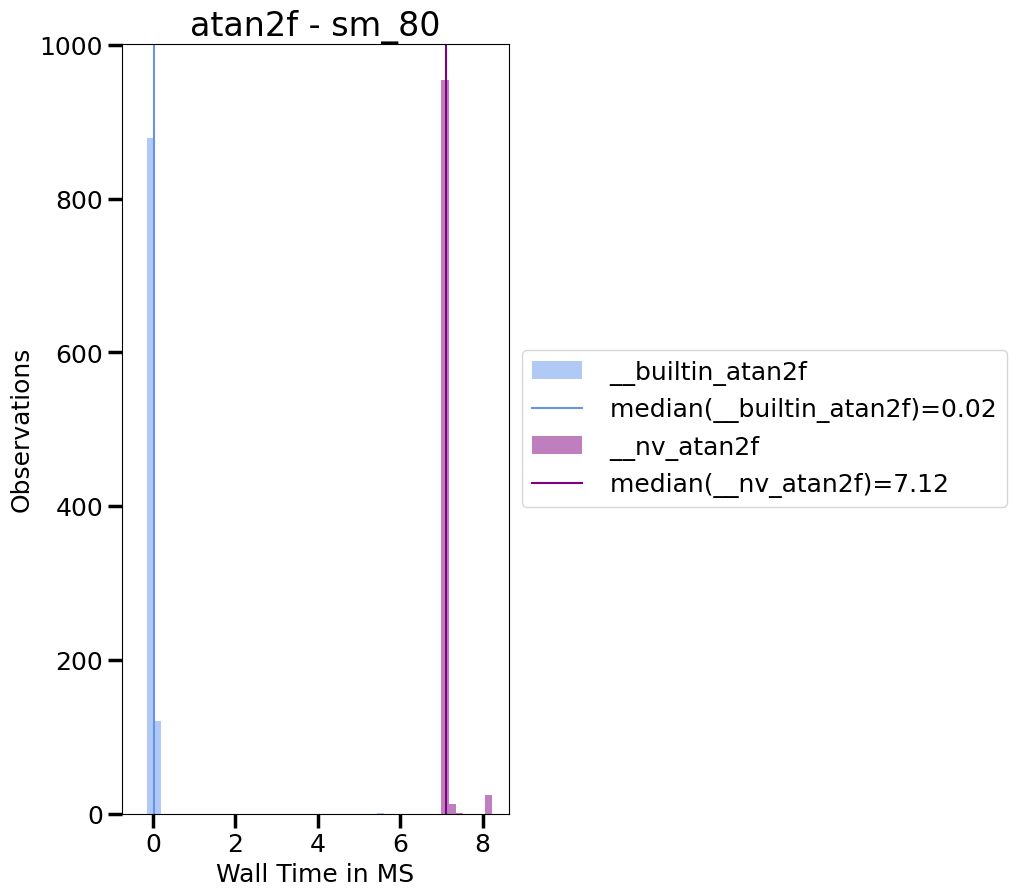 atan2f - sm_80
1000
800
600
400
200
0
Observations
0 2 4 6 8
Wall Time in MS
__builtin_atan2f
median(__builtin_atan2f)=0.02
__nv_atan2f
median(__nv_atan2f)=7.12